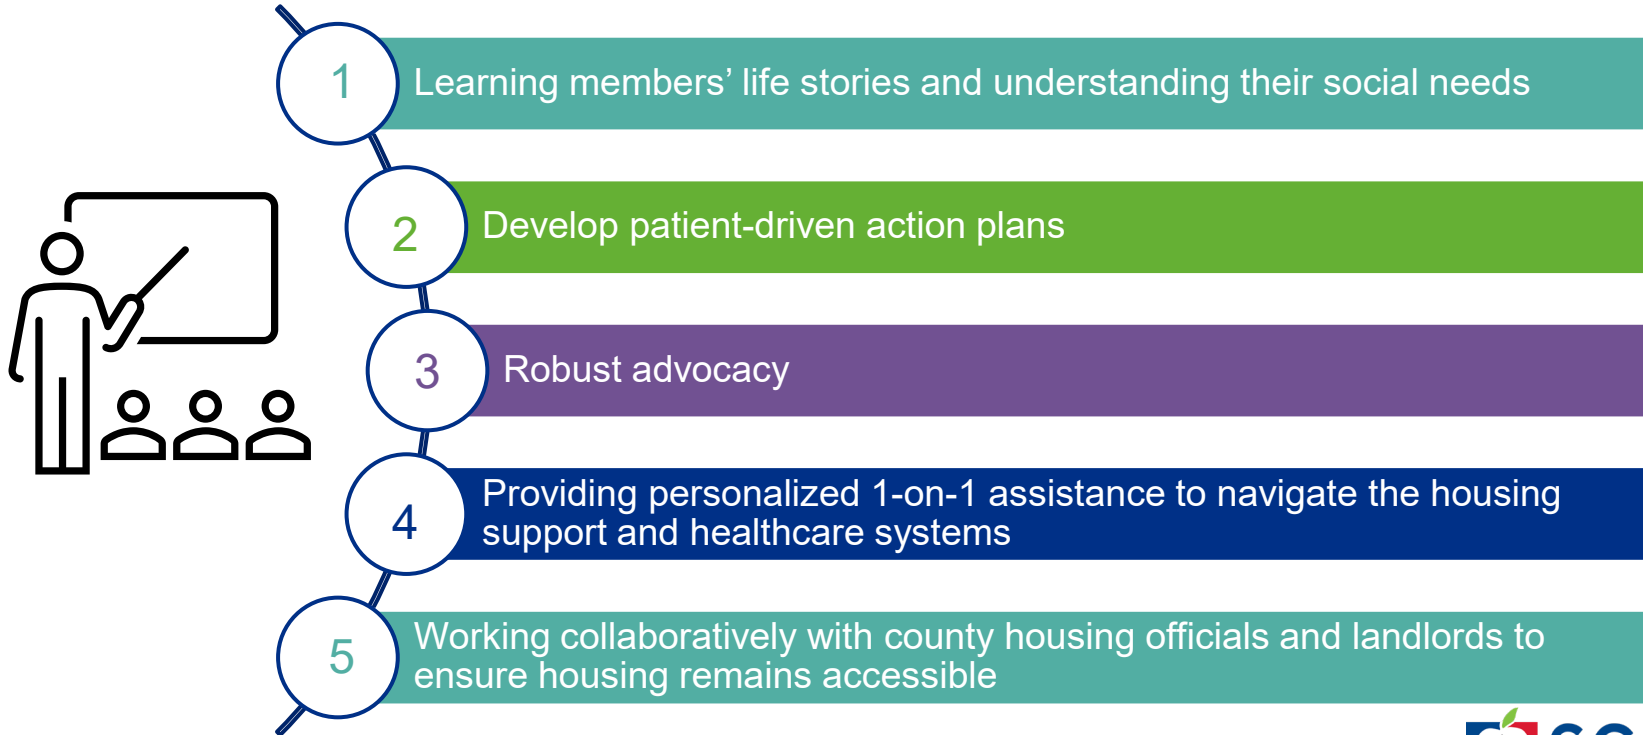 1
Learning members’ life stories and understanding their social needs
2
Develop patient-driven action plans
3
Robust advocacy
4
Providing personalized 1-on-1 assistance to navigate the housing
support and healthcare systems
5
Working collaboratively with county housing officials and landlords to
ensure housing remains accessible